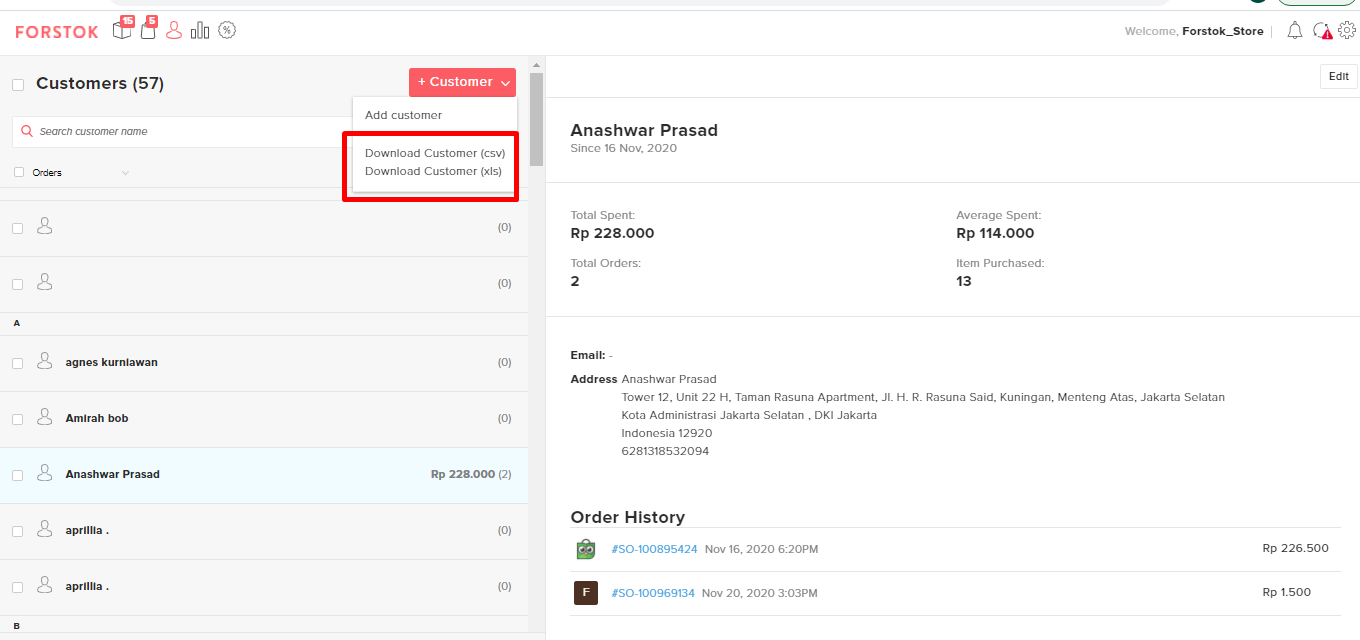 FORSTOK
15
5
Welcome, Forstok_Store
Customers (57)
+ Customer
Add customer
Download Customer (csv)
Download Customer (xls)
Search customer name
Orders
(0)
(0)
A
agnes kurniawan (0)
Amirah bob (0)
Anashwar Prasad Rp 228.000 (2)
aprillia . (0)
aprillia . (0)
B
Edit
Anashwar Prasad
Since 16 Nov, 2020
Total Spent: Average Spent:
Rp 228.000 Rp 114.000
Total Orders: Item Purchased:
2 13
Email: -
Address Anashwar Prasad
Tower 12, Unit 22 H, Taman Rasuna Apartment, Jl. H. R. Rasuna Said, Kuningan, Menteng Atas, Jakarta Selatan
Kota Administrasi Jakarta Selatan , DKI Jakarta
Indonesia 12920
6281318532094
Order History
#SO-100895424 Nov 16, 2020 6:20PM Rp 226.500
F #SO-100969134 Nov 20, 2020 3:03PM Rp 1.500